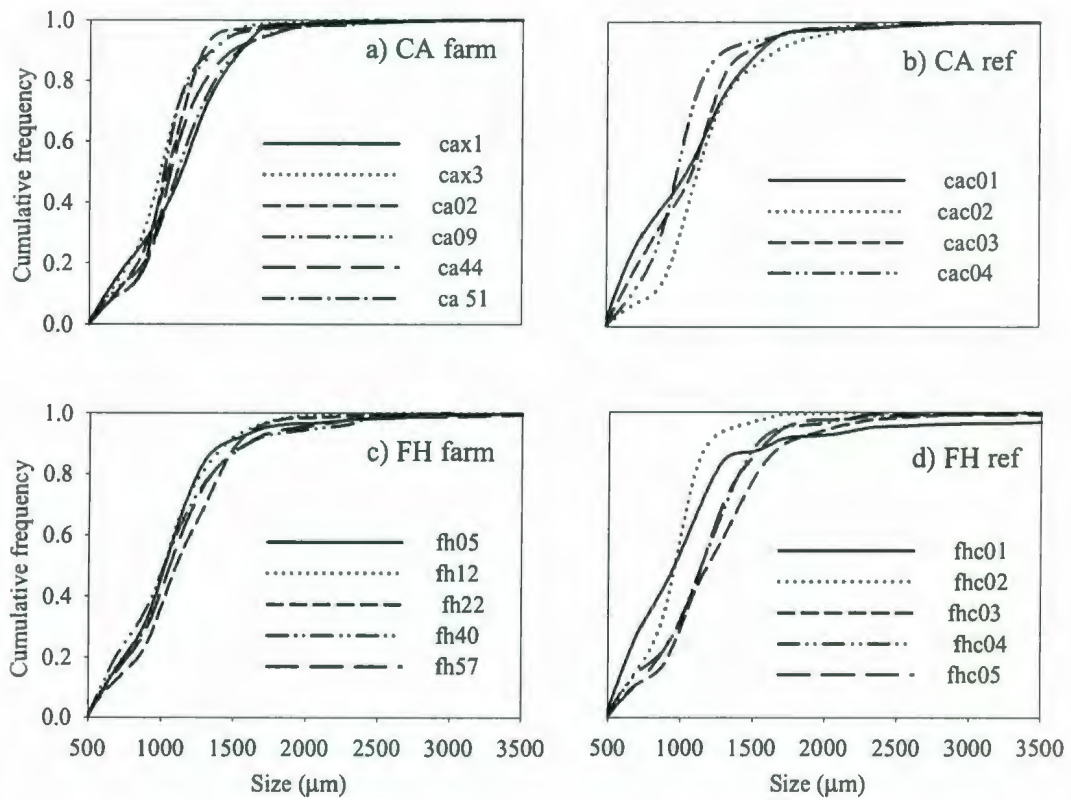 1.0
0.8
0.6
0.4
0.2
0.0
Cumulative frequency
a) CA farm
cax1
cax3
ca02
ca09
ca44
ca 51
b) CA ref
cac01
cac02
cac03
cac04
1.0
0.8
0.6
0.4
0.2
0.0
Cumulative frequency
c) FH farm
fh05
fh12
fh22
fh40
fh57
500 1000 1500 2000 2500 3000 3500
Size (μm)
d) FH ref
fhc01
fhc02
fhc03
fhc04
fhc05
500 1000 1500 2000 2500 3000 3500
Size (μm)